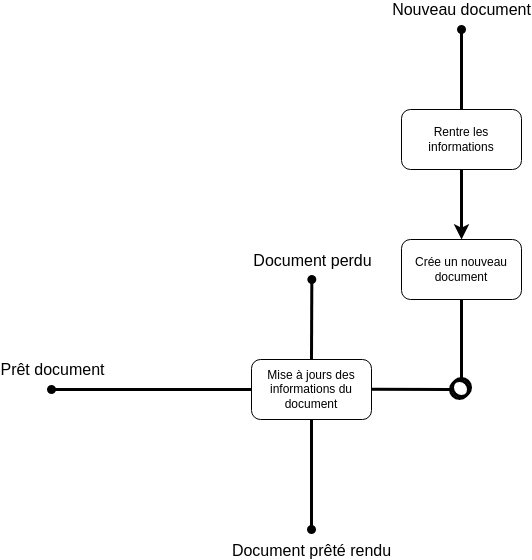 Nouveau document
Rentre les
informations
Crée un nouveau
document
Document perdu
Prêt document
Mise à jours des
informations du
document
Document prêté rendu